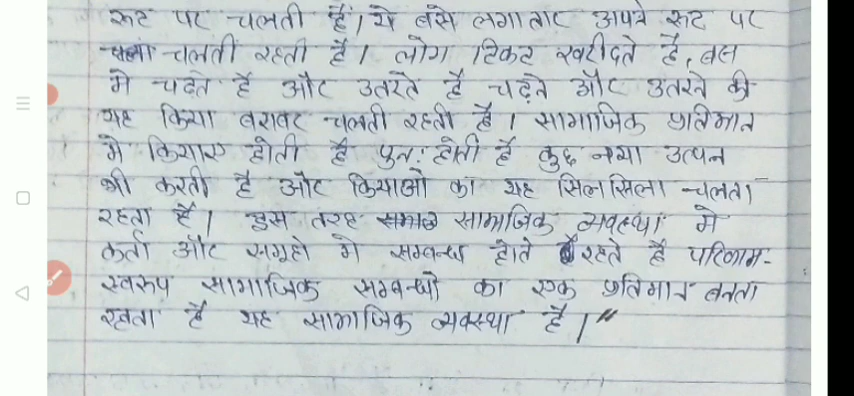 रूट पर चलती हैं। ये बसे लगातार अपने रूट पर
चलती रहती है। लोग टिकट खरीदते है, बस
मे चढते है और उतरते है चढ़ने और उतरने की
यह किया बराबर चलती रहती है। सामाजिक प्रतिमान
मे कियाए होती है पुन: होती है कुछ नया उत्पन
भी करती है और कियाओ का यह सिलसिला चलता
रहता है। इस तरह सामाजिक व्यवस्था मे
कर्ता और समूहो मे सम्बन्ध होते रहते है परिणाम-
स्वरुप सामाजिक सम्बन्धो का एक प्रतिमान बनता
रहता है यह सामाजिक व्यवस्था है।"